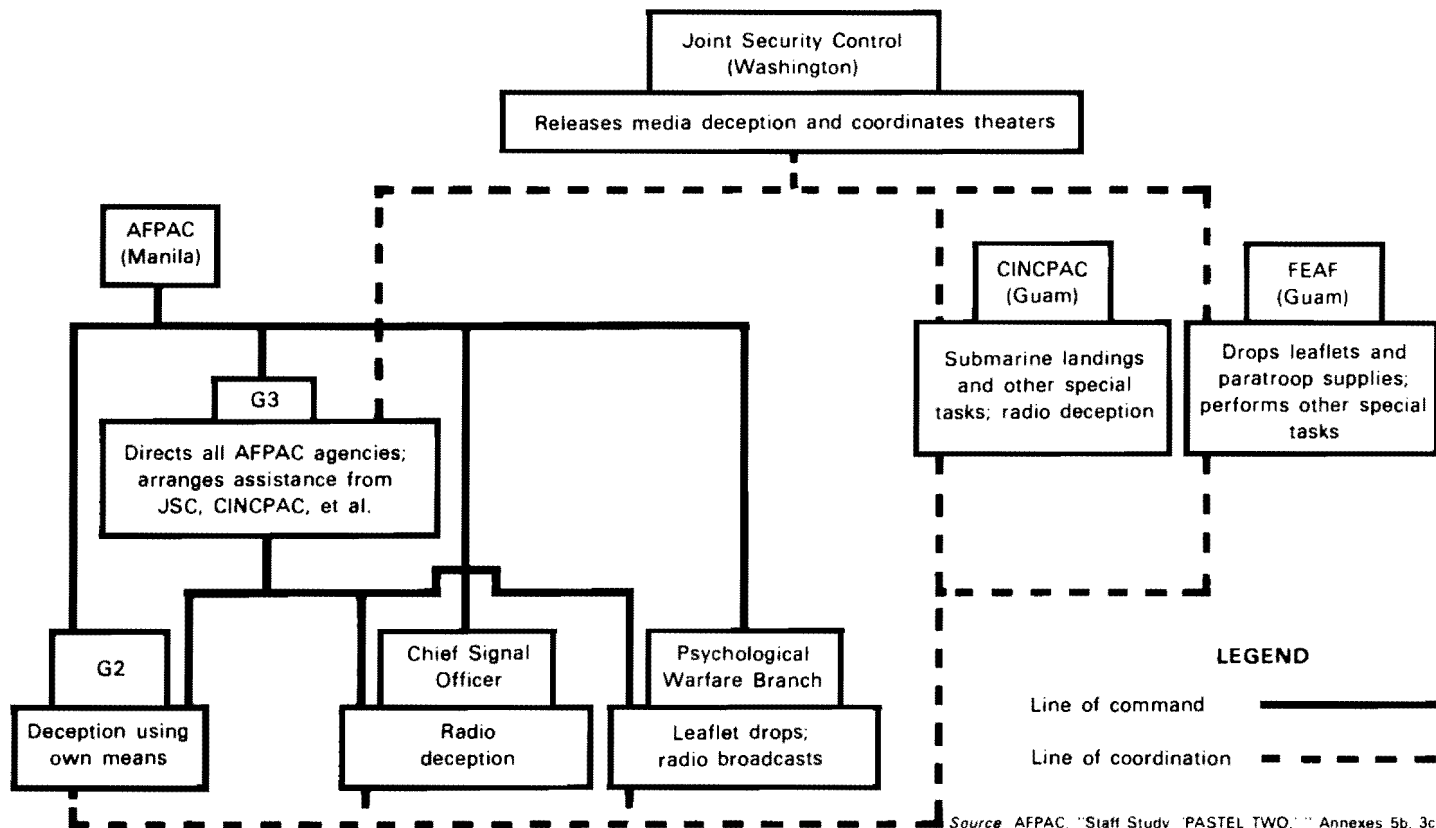 Joint Security Control
(Washington)
Releases media deception and coordinates theaters
AFPAC
(Manila)
CINCPAC
(Guam)
FEAF
(Guam)
Submarine landings
and other special
tasks; radio deception
Drops leaflets and
paratroop supplies;
performs other special
tasks
G3
Directs all AFPAC agencies;
arranges assistance from
JSC, CINCPAC, et al.
G2
Deception using
own means
Chief Signal
Officer
Radio
deception
Psychological
Warfare Branch
Leaflet drops;
radio broadcasts
LEGEND
Line of command
Line of coordination
Source AFPAC, "Staff Study 'PASTEL TWO,' " Annexes 5b, 3c